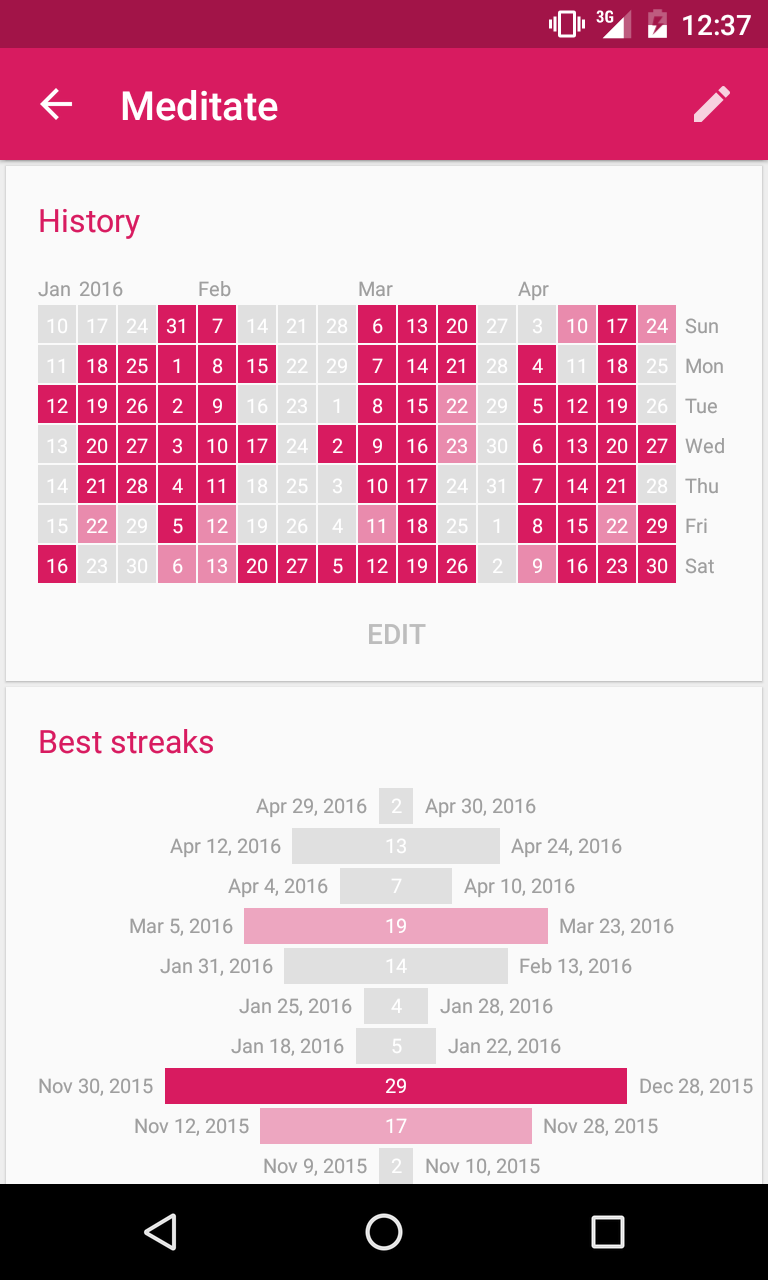 3G 12:37
Meditate
History
Jan 2016 Feb Mar Apr
10 17 24 31 7 14 21 28 6 13 20 27 3 10 17 24 Sun
11 18 25 1 8 15 22 29 7 14 21 28 4 11 18 25 Mon
12 19 26 2 9 16 23 1 8 15 22 29 5 12 19 26 Tue
13 20 27 3 10 17 24 2 9 16 23 30 6 13 20 27 Wed
14 21 28 4 11 18 25 3 10 17 24 31 7 14 21 28 Thu
15 22 29 5 12 19 26 4 11 18 25 1 8 15 22 29 Fri
16 23 30 6 13 20 27 5 12 19 26 2 9 16 23 30 Sat
EDIT
Best streaks
Apr 29, 2016 2 Apr 30, 2016
Apr 12, 2016 13 Apr 24, 2016
Apr 4, 2016 7 Apr 10, 2016
Mar 5, 2016 19 Mar 23, 2016
Jan 31, 2016 14 Feb 13, 2016
Jan 25, 2016 4 Jan 28, 2016
Jan 18, 2016 5 Jan 22, 2016
Nov 30, 2015 29 Dec 28, 2015
Nov 12, 2015 17 Nov 28, 2015
Nov 9, 2015 2 Nov 10, 2015